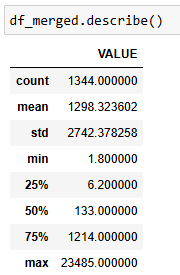 df_merged.describe()
VALUE
count 1344.000000
mean 1298.323602
std 2742.378258
min 1.800000
25% 6.200000
50% 133.000000
75% 1214.000000
max 23485.000000